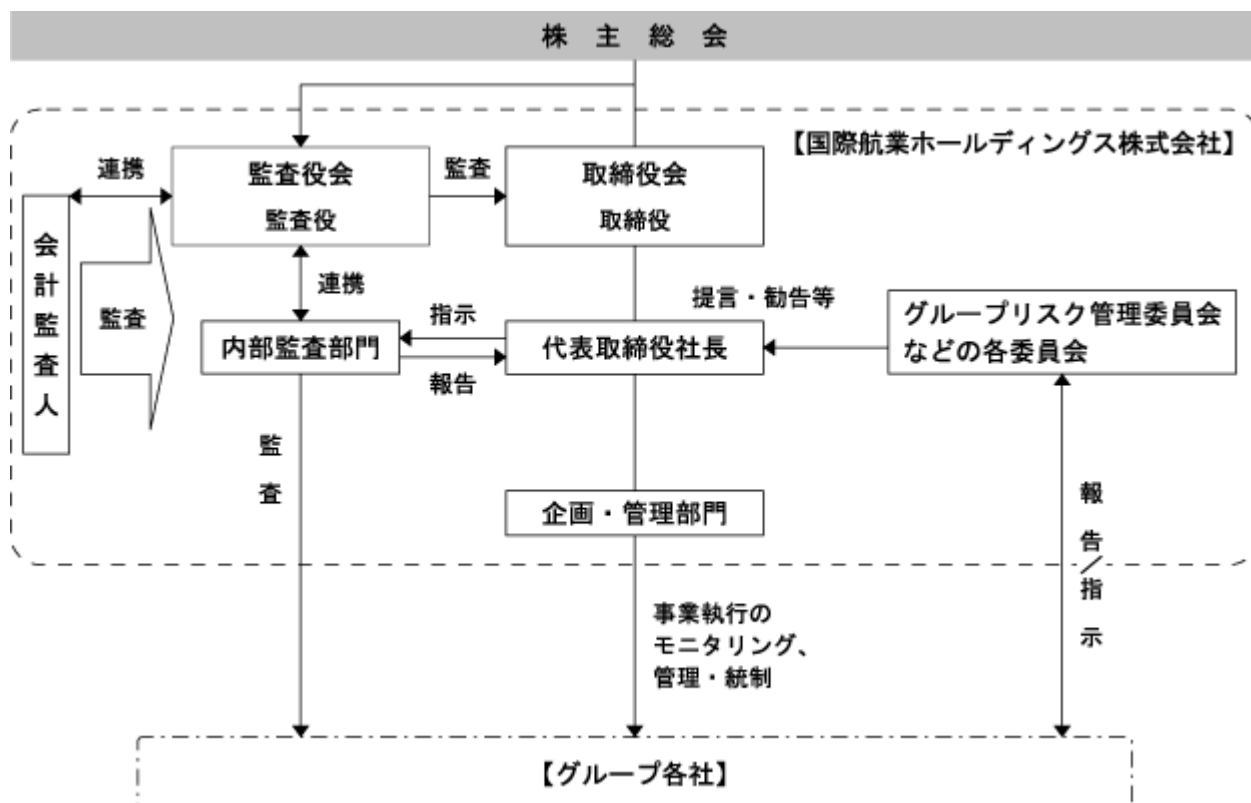 株主総会
【国際航業ホールディングス株式会社】
連携
監査役会
監査役
監査
取締役会
取締役
会計監査人
監査
連携
提言・勧告等
指示
内部監査部門
代表取締役社長
グループリスク管理委員会
などの各委員会
報告
監査
企画・管理部門
報告/指示
事業執行の
モニタリング、
管理・統制
【グループ各社】